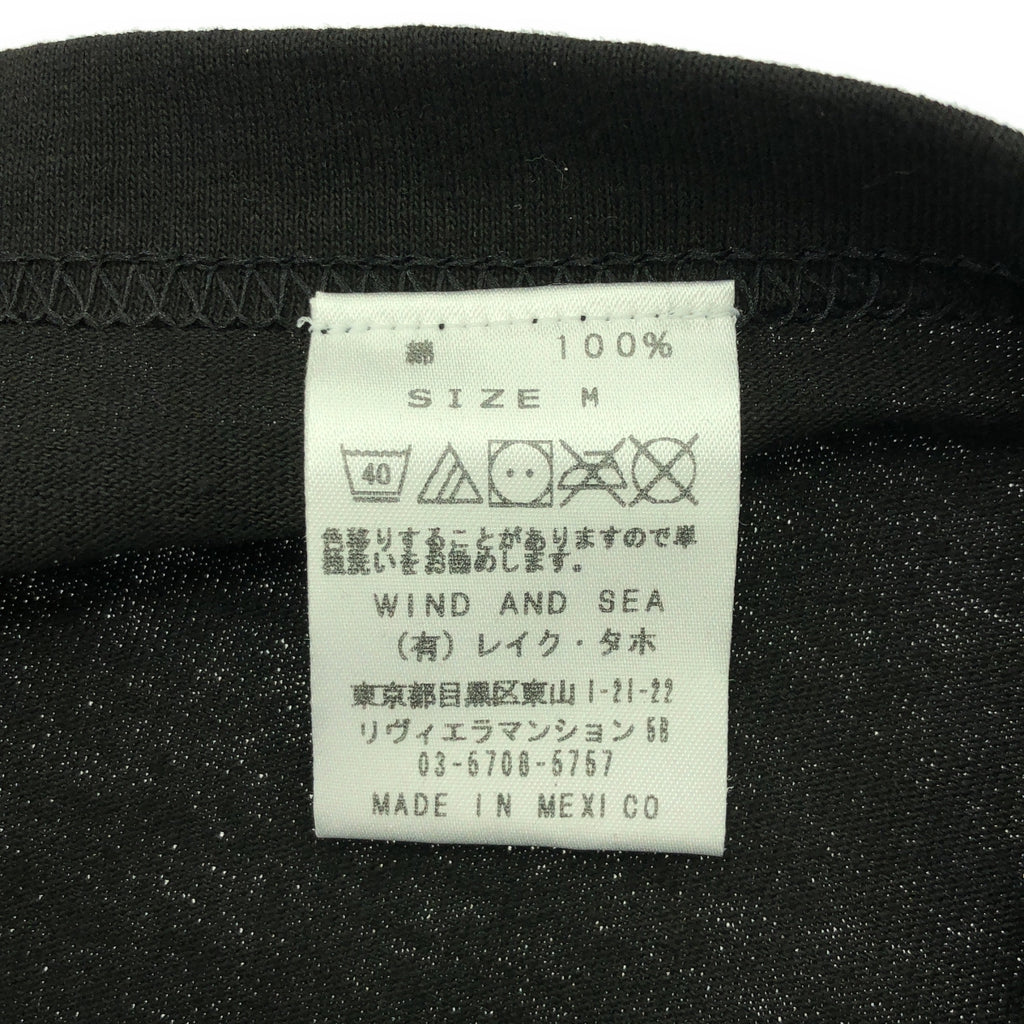 綿 100%
SIZE M
40
色移りすることがありますので単
独洗いをお勧めします。
WIND AND SEA
(有)レイク・タホ
東京都目黒区東山1-21-22
リヴィエラマンション5B
03-5708-5757
MADE IN MEXICO